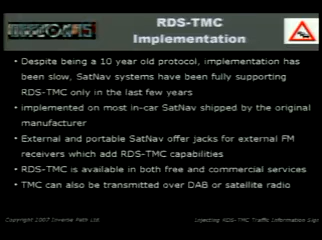 DEFCON 15
RDS-TMC
Implementation
• Despite being a 10 year old protocol, implementation has
been slow, SatNav systems have been fully supporting
RDS-TMC only in the last few years
• implemented on most in-car SatNav shipped by the original
manufacturer
• External and portable SatNav offer jacks for external FM
receivers which add RDS-TMC capabilities
• RDS-TMC is available in both free and commercial services
• TMC can also be transmitted over DAB or satellite radio
Copyright 2007 Inverse Path Ltd.
Injecting RDS-TMC Traffic Information Sign